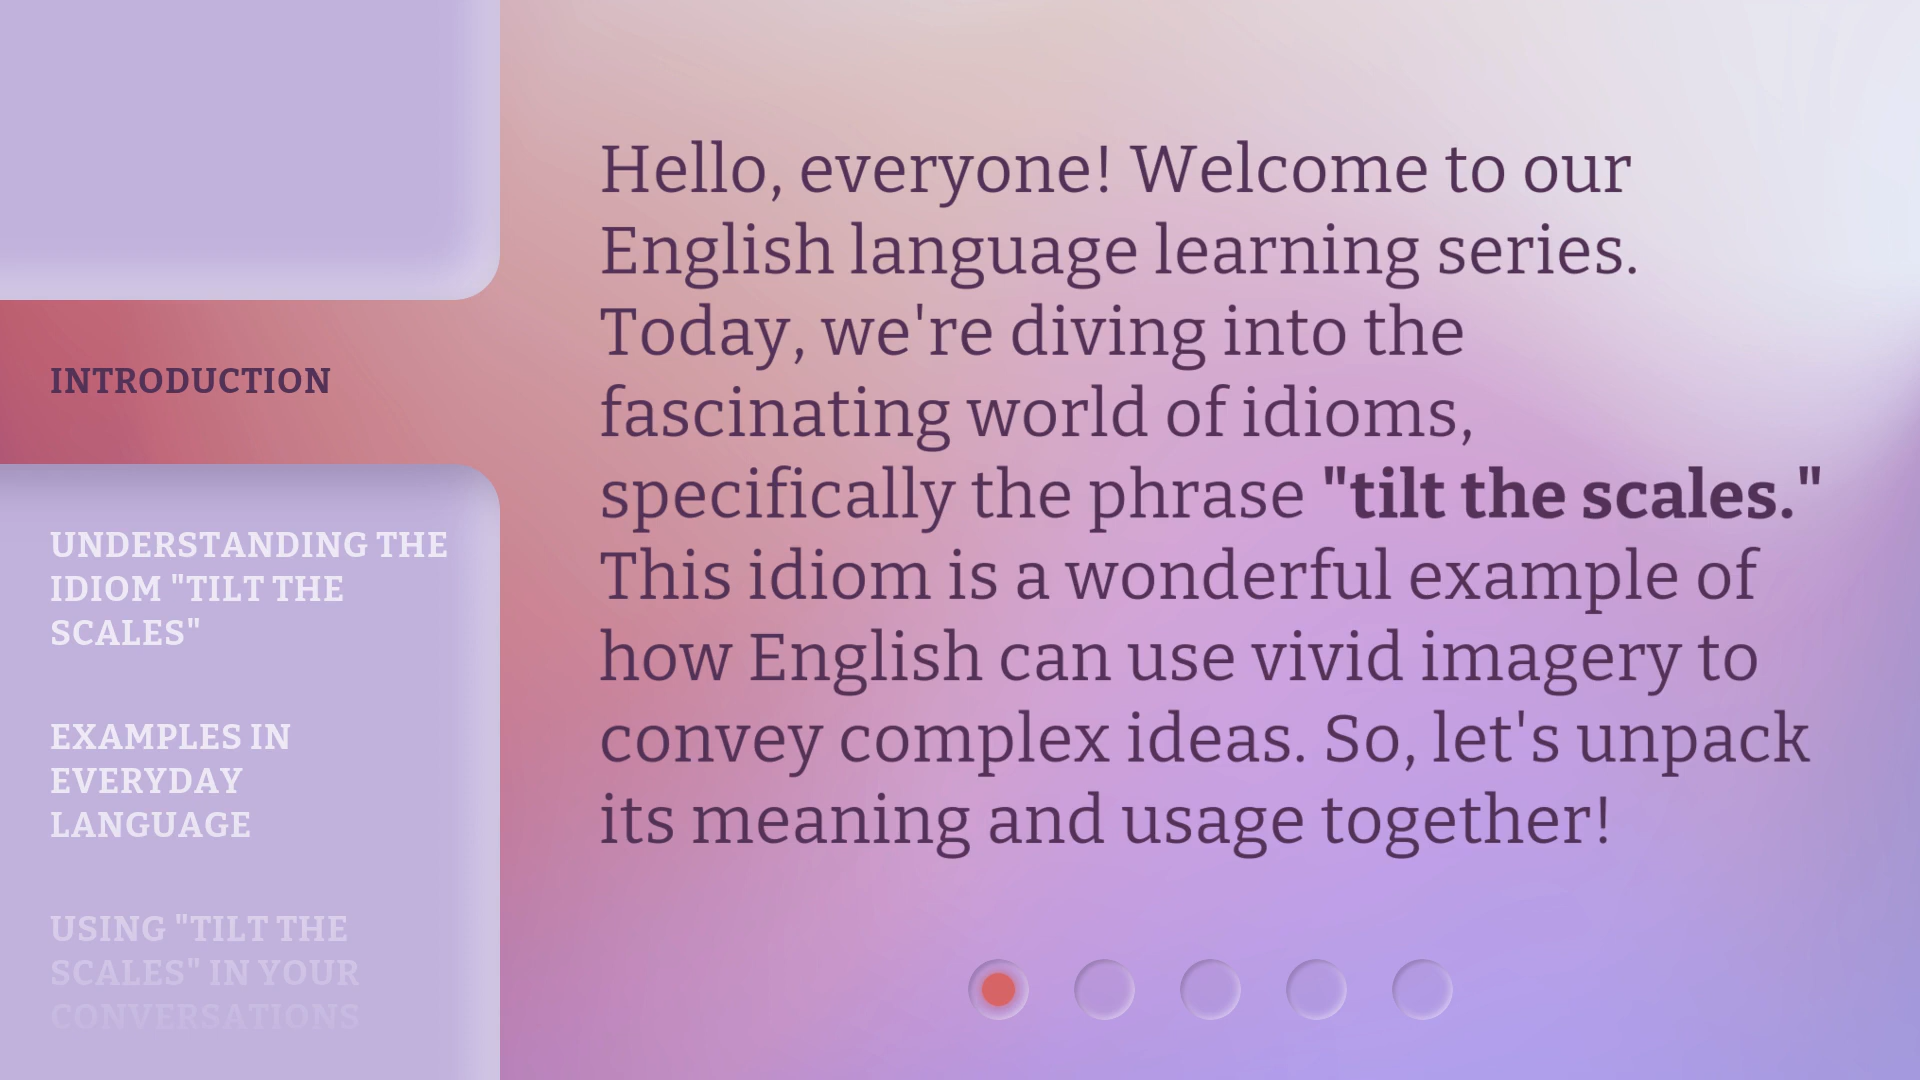 INTRODUCTION
UNDERSTANDING THE
IDIOM "TILT THE
SCALES"
EXAMPLES IN
EVERYDAY
LANGUAGE
USING "TILT THE
SCALES" IN YOUR
CONVERSATIONS
Hello, everyone! Welcome to our
English language learning series.
Today, we're diving into the
fascinating world of idioms,
specifically the phrase "tilt the scales."
This idiom is a wonderful example of
how English can use vivid imagery to
convey complex ideas. So, let's unpack
its meaning and usage together!